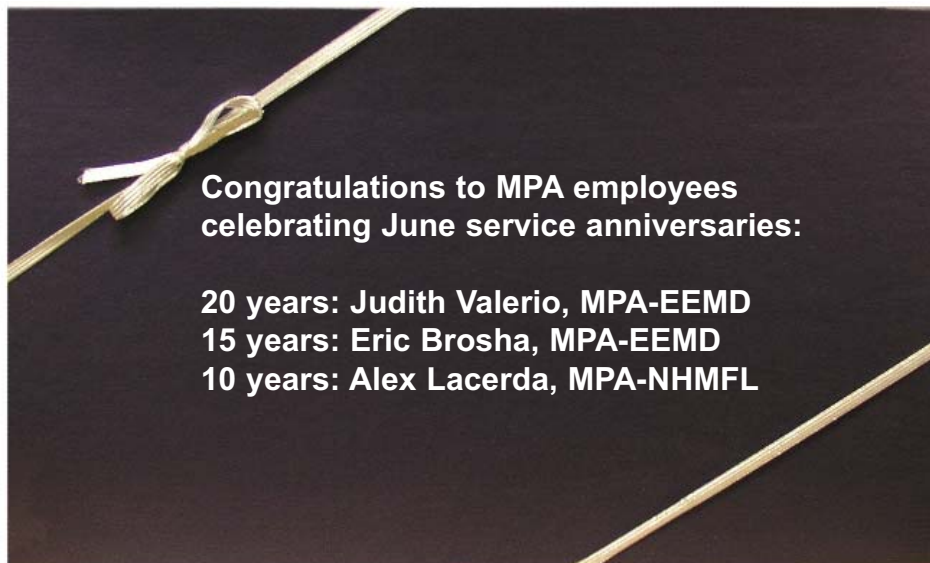 Congratulations to MPA employees
celebrating June service anniversaries:
20 years: Judith Valerio, MPA-EEMD
15 years: Eric Brosha, MPA-EEMD
10 years: Alex Lacerda, MPA-NHMFL